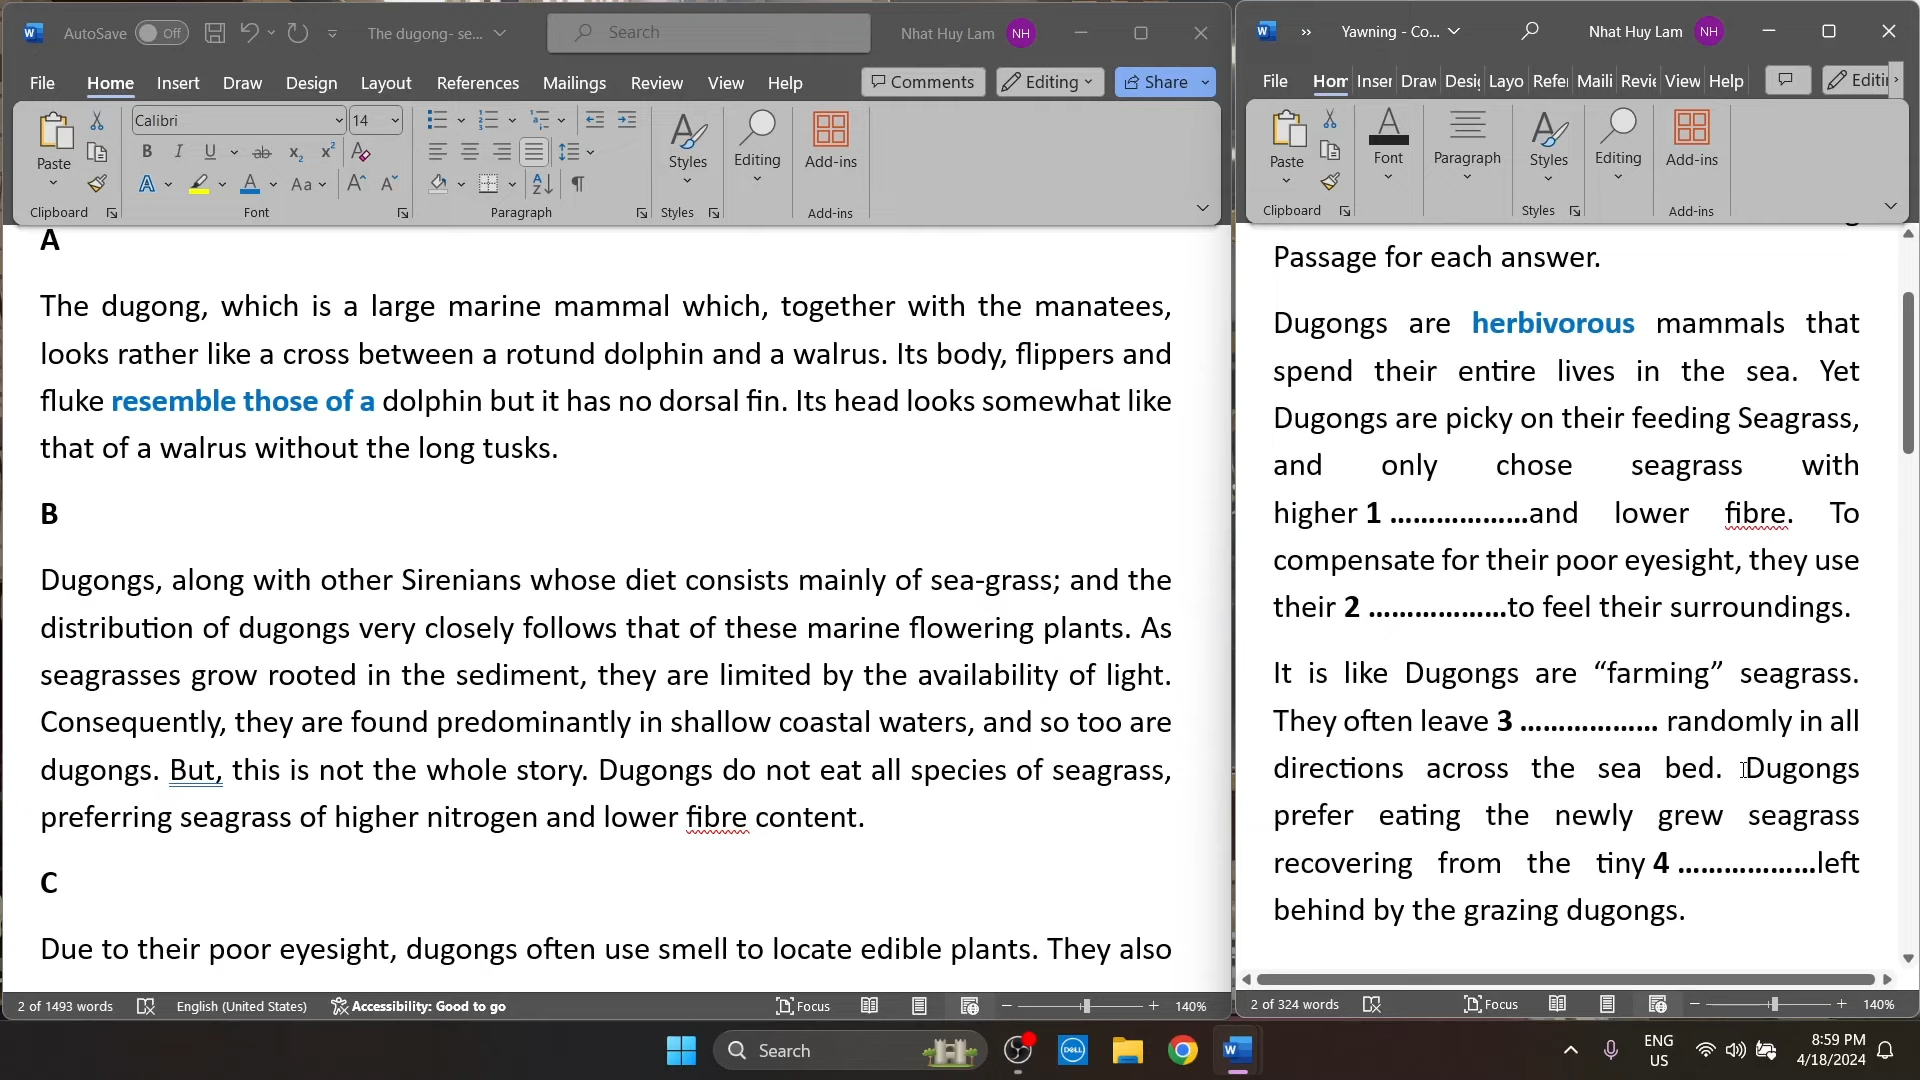 AutoSave Off The dugong- se... Search Nhat Huy Lam NH
File Home Insert Draw Design Layout References Mailings Review View Help Comments Editing Share
Calibri 14
Paste
Styles
Editing
Add-ins
Clipboard Font Paragraph Styles Add-ins
A
The dugong, which is a large marine mammal which, together with the manatees,
looks rather like a cross between a rotund dolphin and a walrus. Its body, flippers and
fluke resemble those of a dolphin but it has no dorsal fin. Its head looks somewhat like
that of a walrus without the long tusks.
B
Dugongs, along with other Sirenians whose diet consists mainly of sea-grass; and the
distribution of dugongs very closely follows that of these marine flowering plants. As
seagrasses grow rooted in the sediment, they are limited by the availability of light.
Consequently, they are found predominantly in shallow coastal waters, and so too are
dugongs. But, this is not the whole story. Dugongs do not eat all species of seagrass,
preferring seagrass of higher nitrogen and lower fibre content.
C
Due to their poor eyesight, dugongs often use smell to locate edible plants. They also
2 of 1493 words English (United States) Accessibility: Good to go Focus 140%
Yawning - Co... Nhat Huy Lam NH
File Hor Inser Draw Desig Layo Refer Maili Revie View Help Editi
Paste Font Paragraph Styles Editing Add-ins
Clipboard Styles Add-ins
Passage for each answer.
Dugongs are herbivorous mammals that
spend their entire lives in the sea. Yet
Dugongs are picky on their feeding Seagrass,
and only chose seagrass with
higher 1 ..................and lower fibre. To
compensate for their poor eyesight, they use
their 2 ..................to feel their surroundings.
It is like Dugongs are “farming” seagrass.
They often leave 3 .................. randomly in all
directions across the sea bed. Dugongs
prefer eating the newly grew seagrass
recovering from the tiny 4 ..................left
behind by the grazing dugongs.
2 of 324 words Focus 140%
Search DELL ENG US 8:59 PM 4/18/2024